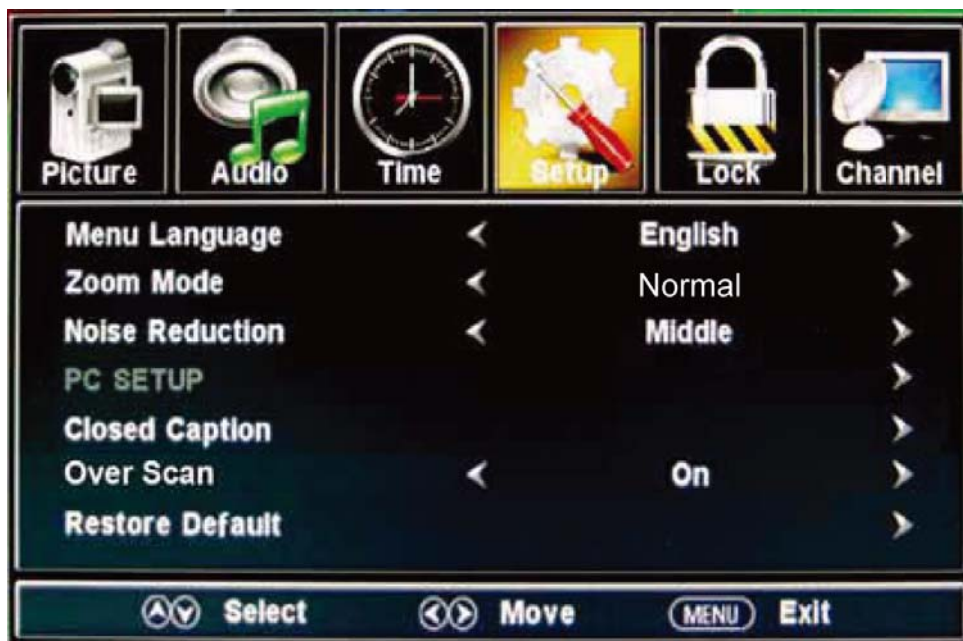 Picture Audio Time Setup Lock Channel
Menu Language English
Zoom Mode Normal
Noise Reduction Middle
PC SETUP
Closed Caption
Over Scan On
Restore Default
Select Move MENU Exit